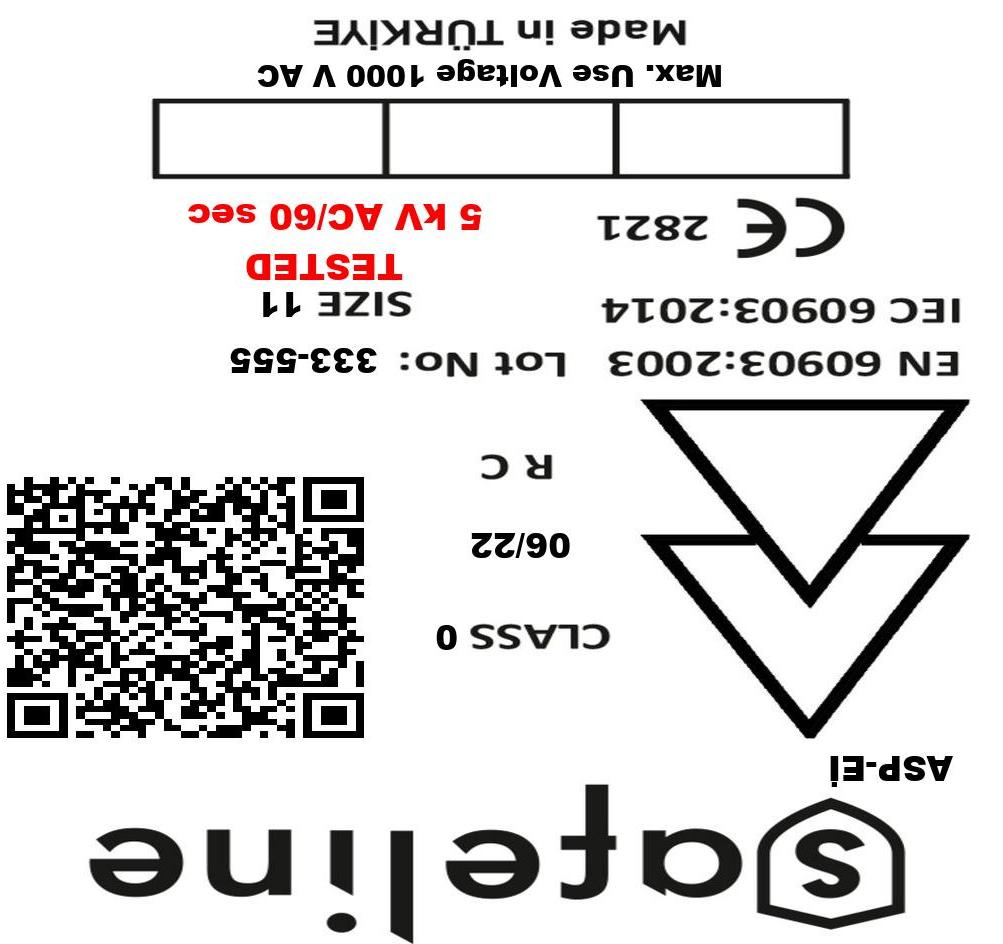 safeline
ASP-Ei
CLASS 0
06/22
R C
EN 60903:2003 Lot No: 333-555
IEC 60903:2014 SIZE 11
TESTED
CE 2821 5 kV AC/60 sec
Max. Use Voltage 1000 V AC
Made in TÜRKİYE